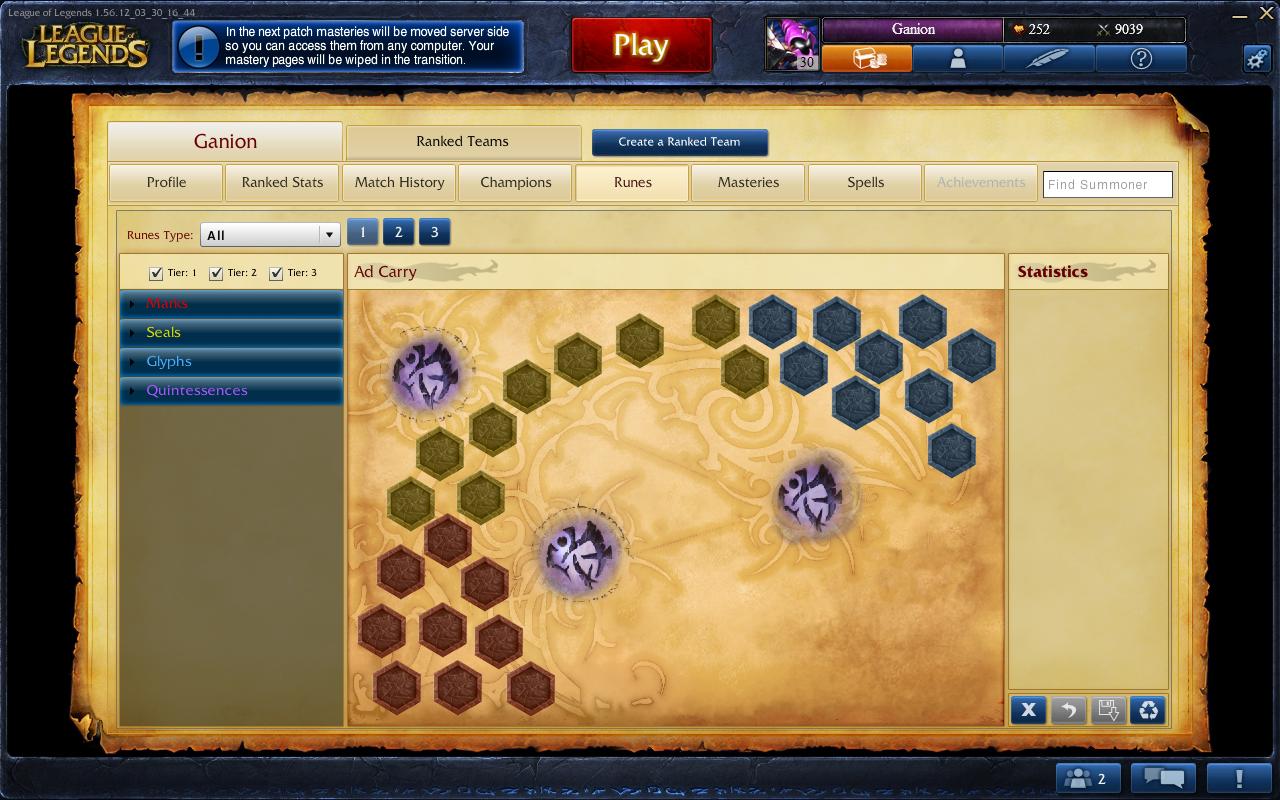 League of Legends 1.56.12_03_30_16_44
LEAGUE of
LEGENDS
In the next patch masteries will be moved server side
so you can access them from any computer. Your
mastery pages will be wiped in the transition.
Play
30
Ganion
252
9039
?
Ganion
Ranked Teams
Create a Ranked Team
Profile
Ranked Stats
Match History
Champions
Runes
Masteries
Spells
Achievements
Find Summoner
Runes Type:
All
1
2
3
Tier: 1
Tier: 2
Tier: 3
Ad Carry
Statistics
Marks
Seals
Glyphs
Quintessences
2